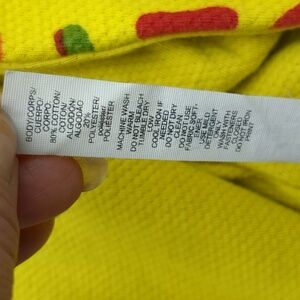 BODY/CORPS/
CUERPO/
CORPO
80% COTTON/
COTON/
ALGODON/
ALGODÃO
20%
POLYESTER/
POLIÉSTER
MACHINE WASH
WARM
DO NOT BLEACH
TUMBLE DRY
LOW
COOL IRON IF
NEEDED
DO NOT DRY
CLEAN
DO NOT USE
FABRIC SOFT-
ENER
USE MILD
DETERGENT
ONLY
WASH WITH
FASTENERS
CLOSED
DO NOT IRON
PRINT